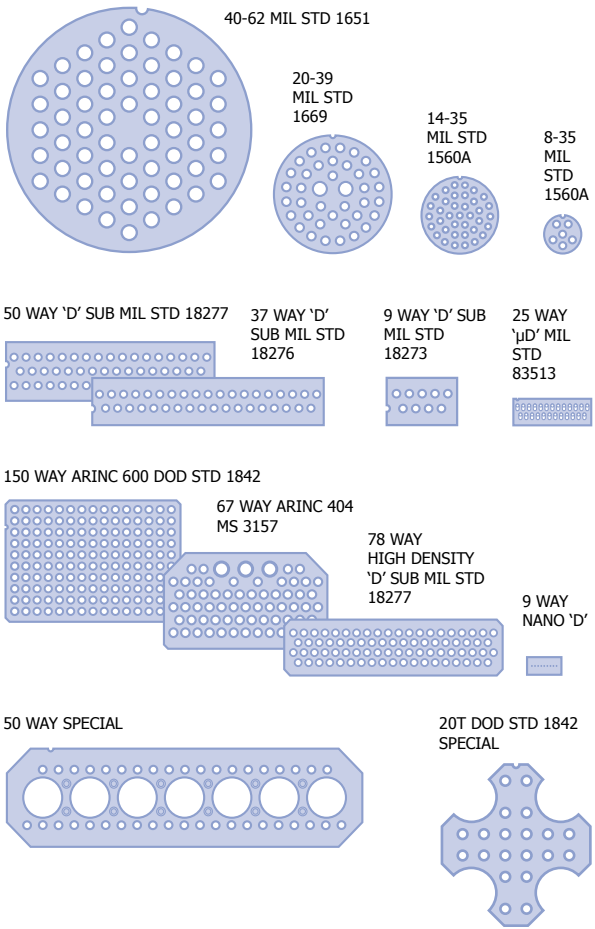 40-62 MIL STD 1651
20-39
MIL STD
1669
14-35
MIL STD
1560A
8-35
MIL
STD
1560A
50 WAY ‘D’ SUB MIL STD 18277
37 WAY ‘D’
SUB MIL STD
18276
9 WAY ‘D’ SUB
MIL STD
18273
25 WAY
‘µD’ MIL
STD
83513
150 WAY ARINC 600 DOD STD 1842
67 WAY ARINC 404
MS 3157
78 WAY
HIGH DENSITY
‘D’ SUB MIL STD
18277
9 WAY
NANO ‘D’
50 WAY SPECIAL
20T DOD STD 1842
SPECIAL